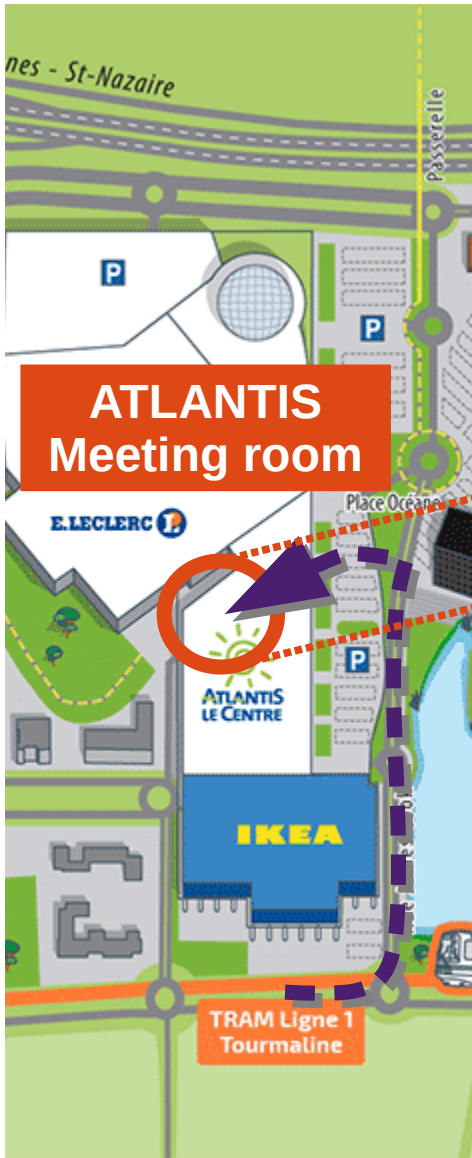 nes - St-Nazaire
Passerelle
P
P
ATLANTIS
Meeting room
Place Océane
E.LECLERC L
P
ATLANTIS
LE CENTRE
IKEA
TRAM Ligne 1
Tourmaline